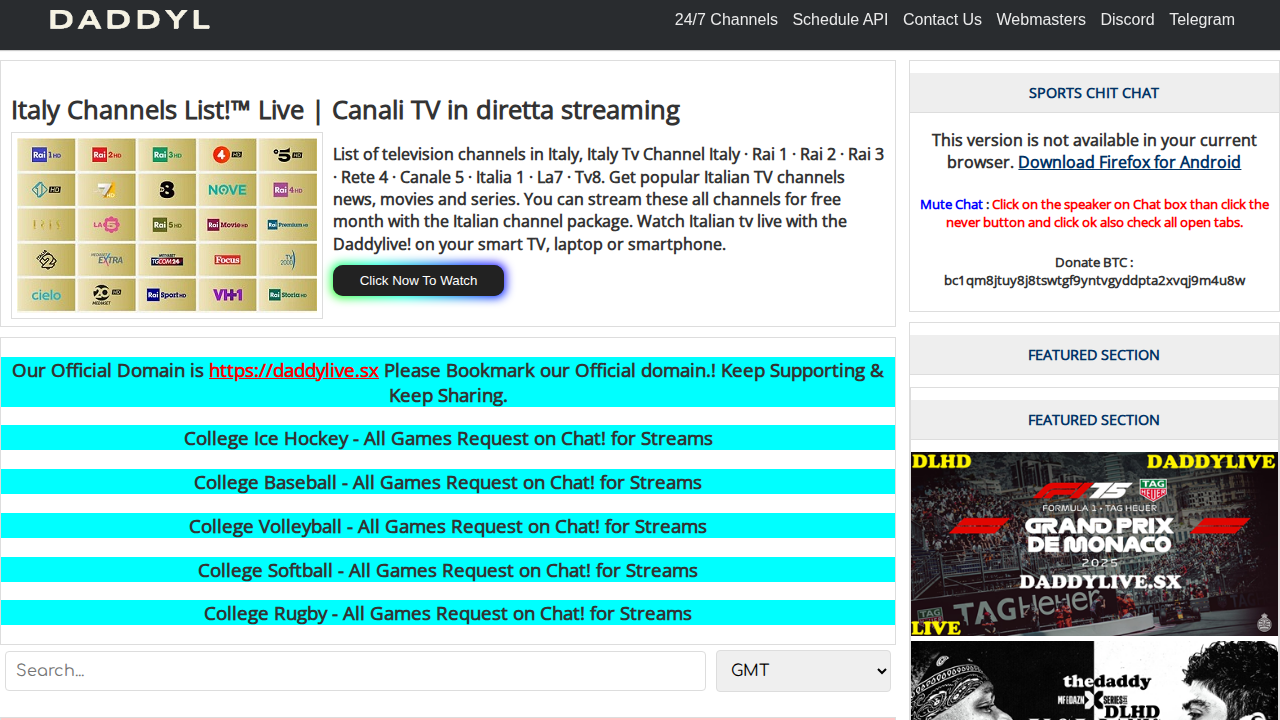 DADDYL
24/7 Channels Schedule API Contact Us Webmasters Discord Telegram
Italy Channels List!™ Live | Canali TV in diretta streaming
Rai 1 HD Rai 2 HD Rai 3 HD 4 HD 5 HD
1 HD 7 8 NOVE Rai 4 HD
IRIS LA 5 Rai 5 HD Rai Movie HD Rai Premium HD
MEDIASET EXTRA MEDIASET TGCOM24 Focus TV 2000
cielo 20 HD MEDIASET Rai Sport HD VH1 Rai Storia HD
List of television channels in Italy, Italy Tv Channel Italy · Rai 1 · Rai 2 · Rai 3
· Rete 4 · Canale 5 · Italia 1 · La7 · Tv8. Get popular Italian TV channels
news, movies and series. You can stream these all channels for free
month with the Italian channel package. Watch Italian tv live with the
Daddylive! on your smart TV, laptop or smartphone.
Click Now To Watch
Our Official Domain is https://daddylive.sx Please Bookmark our Official domain.! Keep Supporting &
Keep Sharing.
College Ice Hockey - All Games Request on Chat! for Streams
College Baseball - All Games Request on Chat! for Streams
College Volleyball - All Games Request on Chat! for Streams
College Softball - All Games Request on Chat! for Streams
College Rugby - All Games Request on Chat! for Streams
Search...
GMT
SPORTS CHIT CHAT
This version is not available in your current
browser. Download Firefox for Android
Mute Chat : Click on the speaker on Chat box than click the
never button and click ok also check all open tabs.
Donate BTC :
bc1qm8jtuy8j8tswtgf9yntvgyddpta2xvqj9m4u8w
FEATURED SECTION
FEATURED SECTION
DLHD DADDYLIVE
F1 75 TAG HEUER
FORMULA 1 · TAG HEUER
GRAND PRIX
DE MONACO
2025
DADDYLIVE.SX
TAG Heuer
LIVE
thedaddy
MF|DAZN X SERIES
DLHD